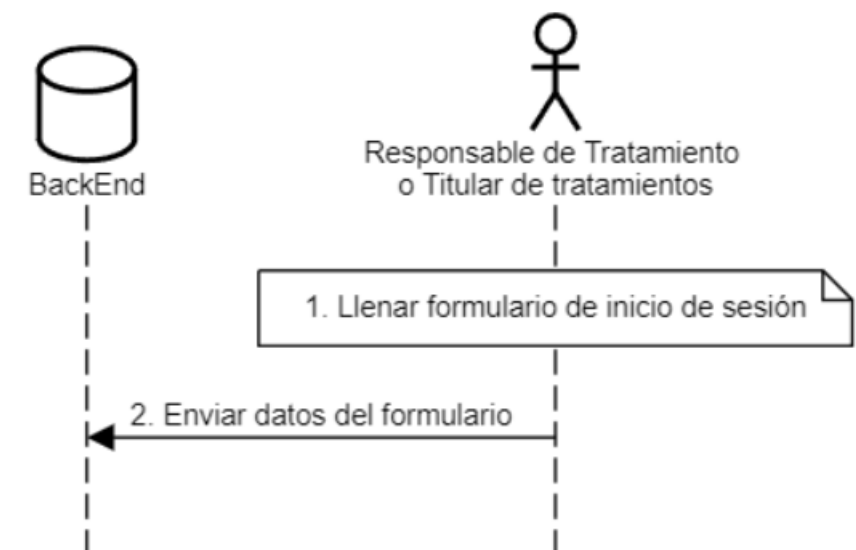 BackEnd
Responsable de Tratamiento
o Titular de tratamientos
1. Llenar formulario de inicio de sesión
2. Enviar datos del formulario